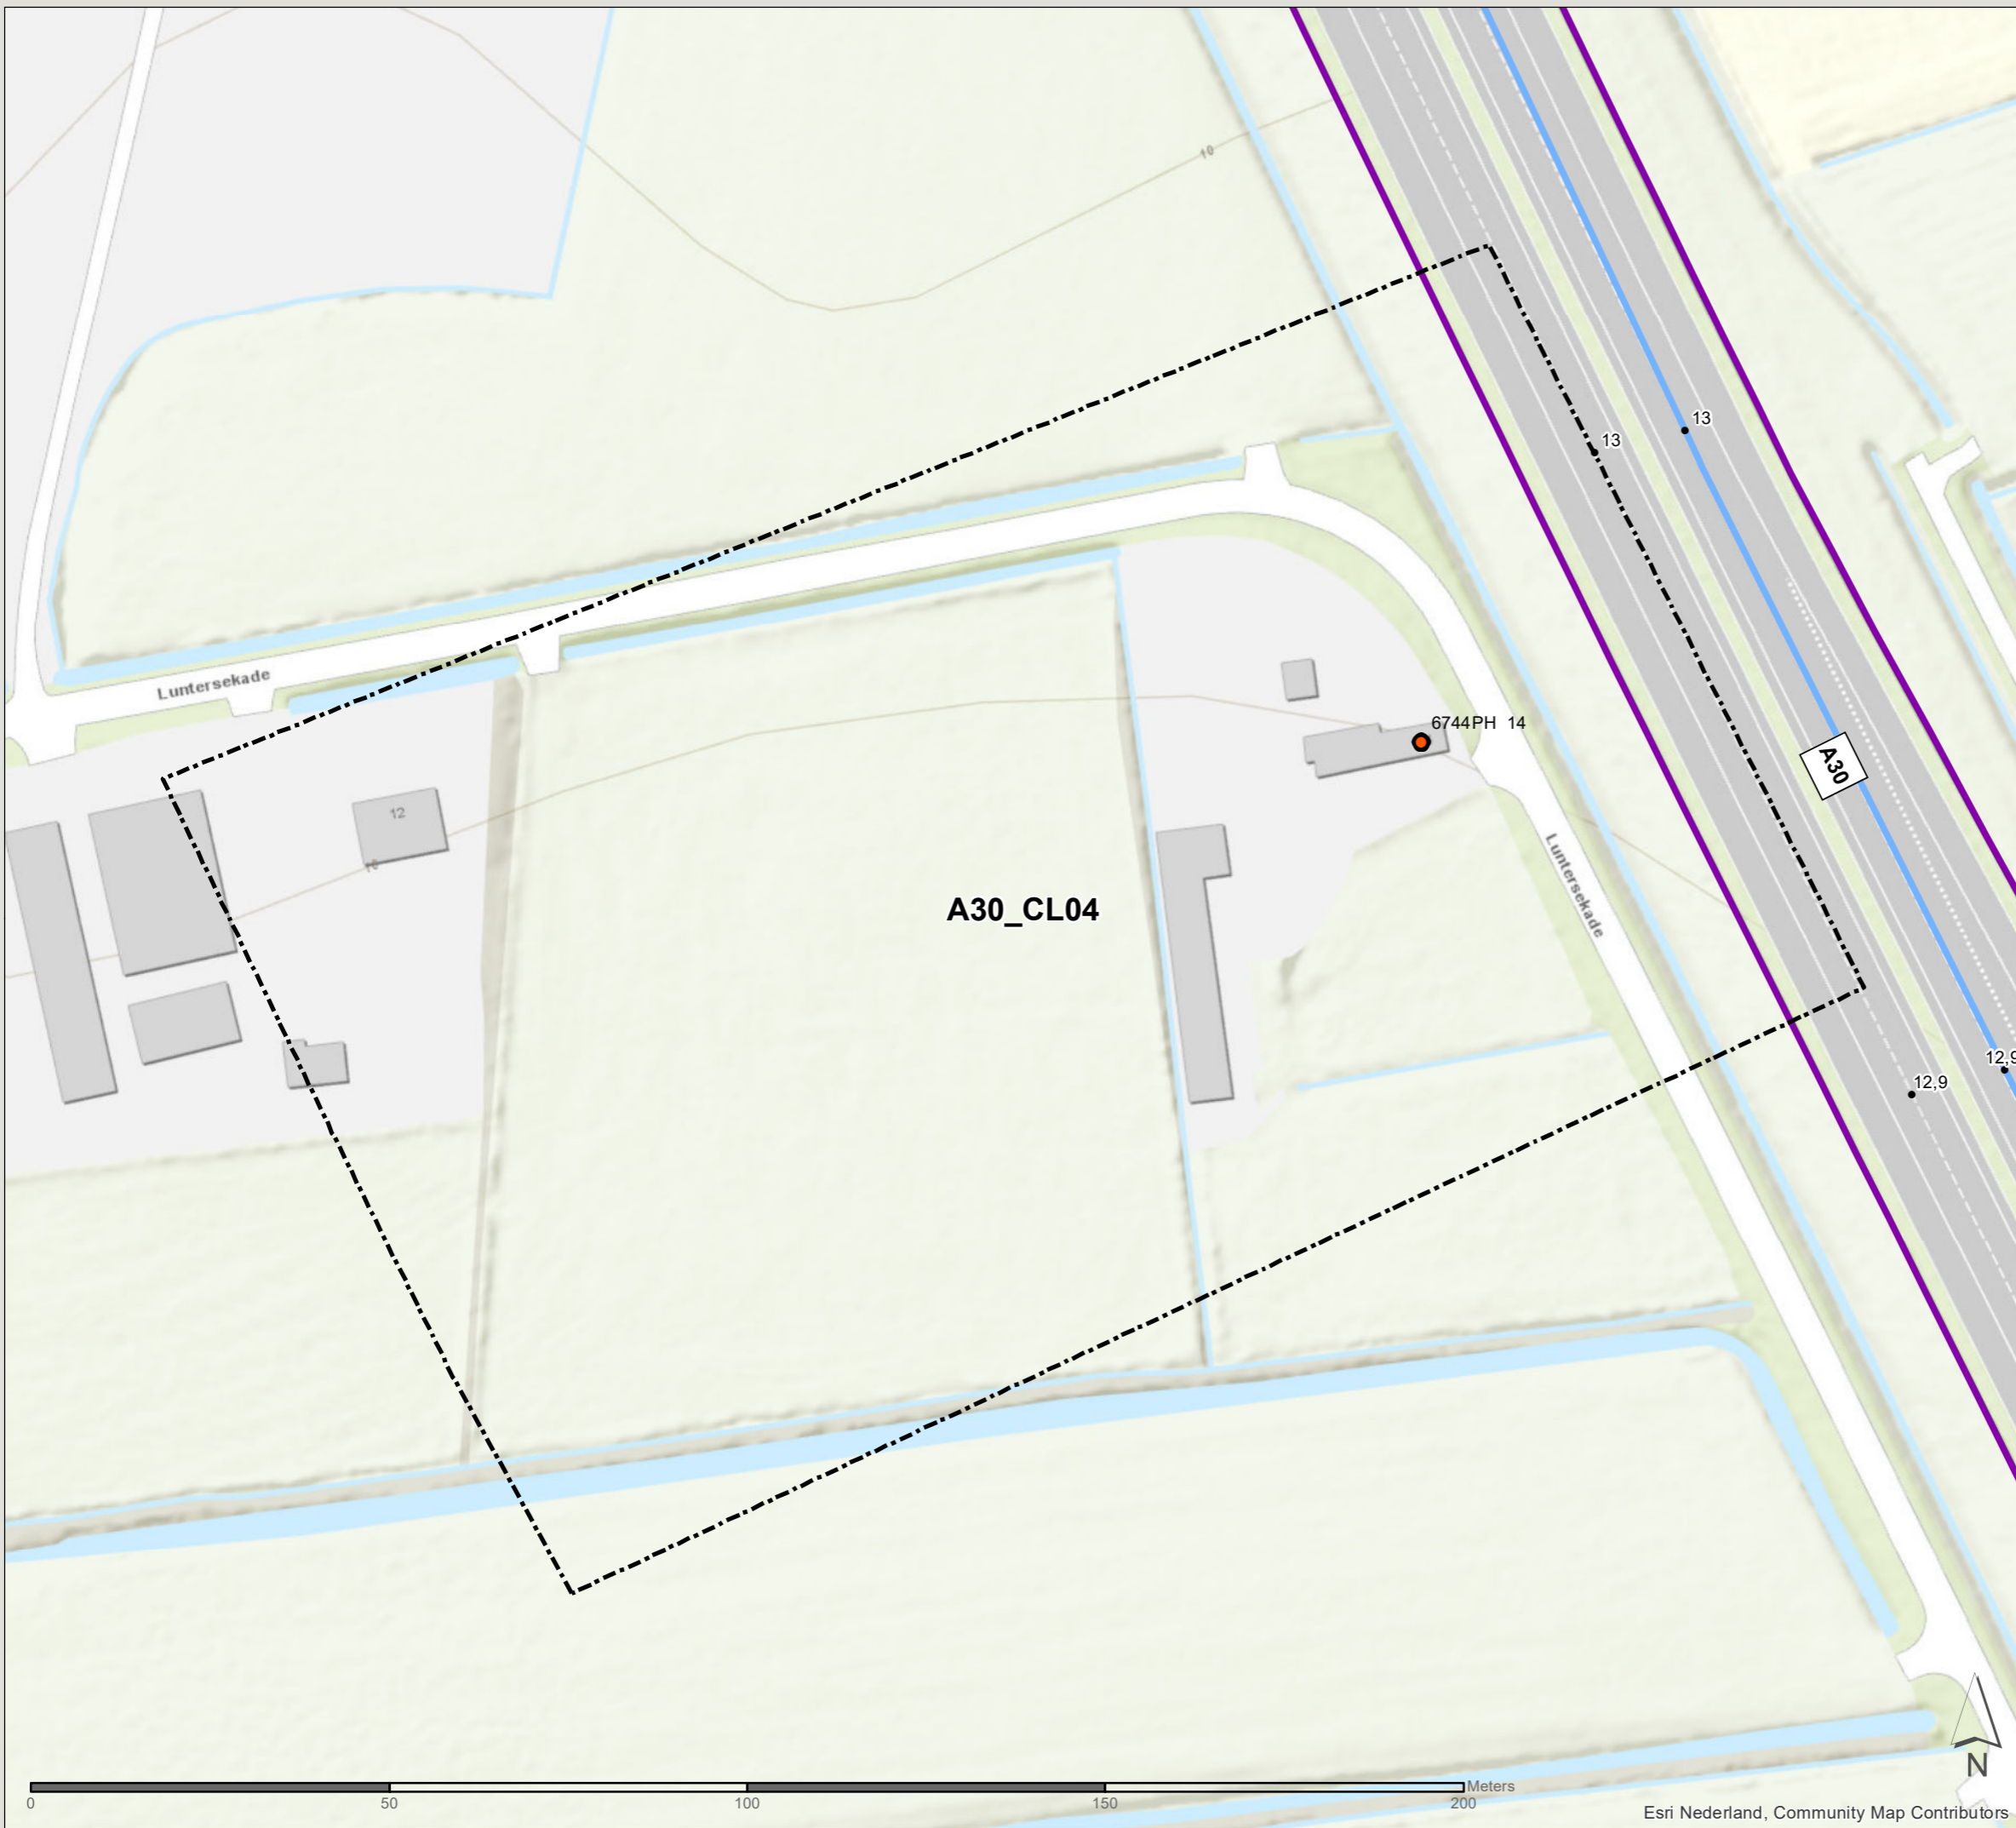 10
13
13
Luntersekade
6744PH 14
A30
12
10
Luntersekade
A30_CL04
12,9
12,9
N
Meters
0 50 100 150 200
Esri Nederland, Community Map Contributors